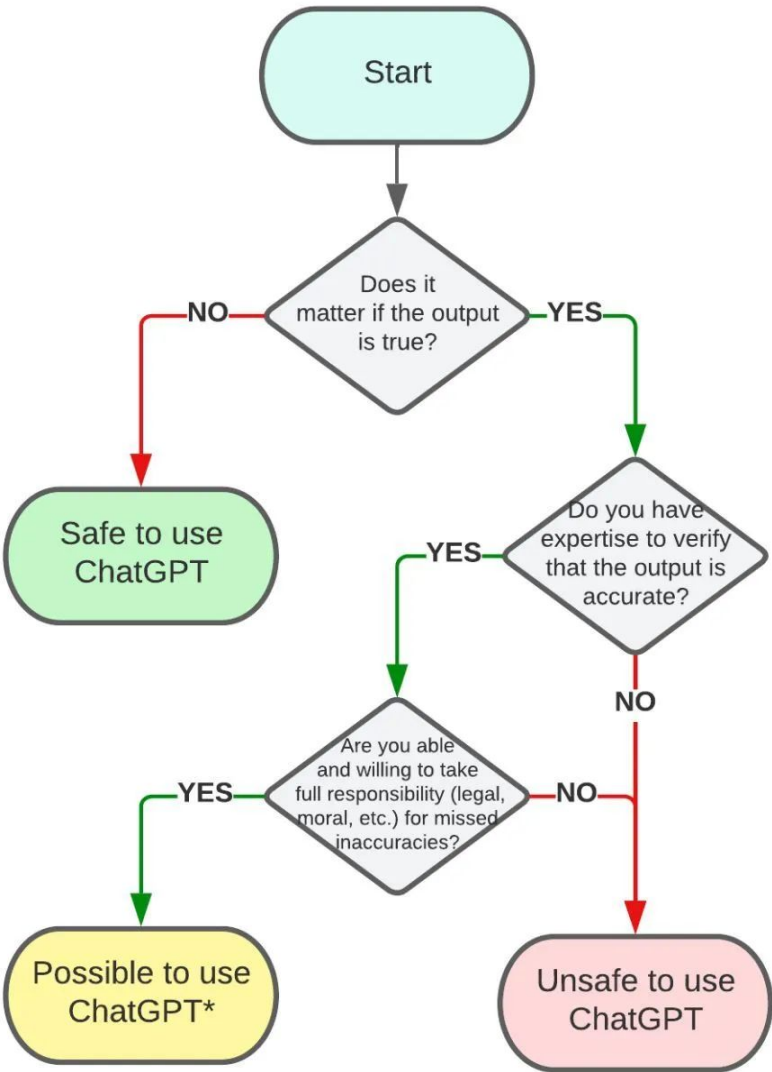 Start
Does it
matter if the output
is true?
NO
YES
Safe to use
ChatGPT
Do you have
expertise to verify
that the output is
accurate?
YES
NO
Are you able
and willing to take
full responsibility (legal,
moral, etc.) for missed
inaccuracies?
YES
NO
Possible to use
ChatGPT*
Unsafe to use
ChatGPT